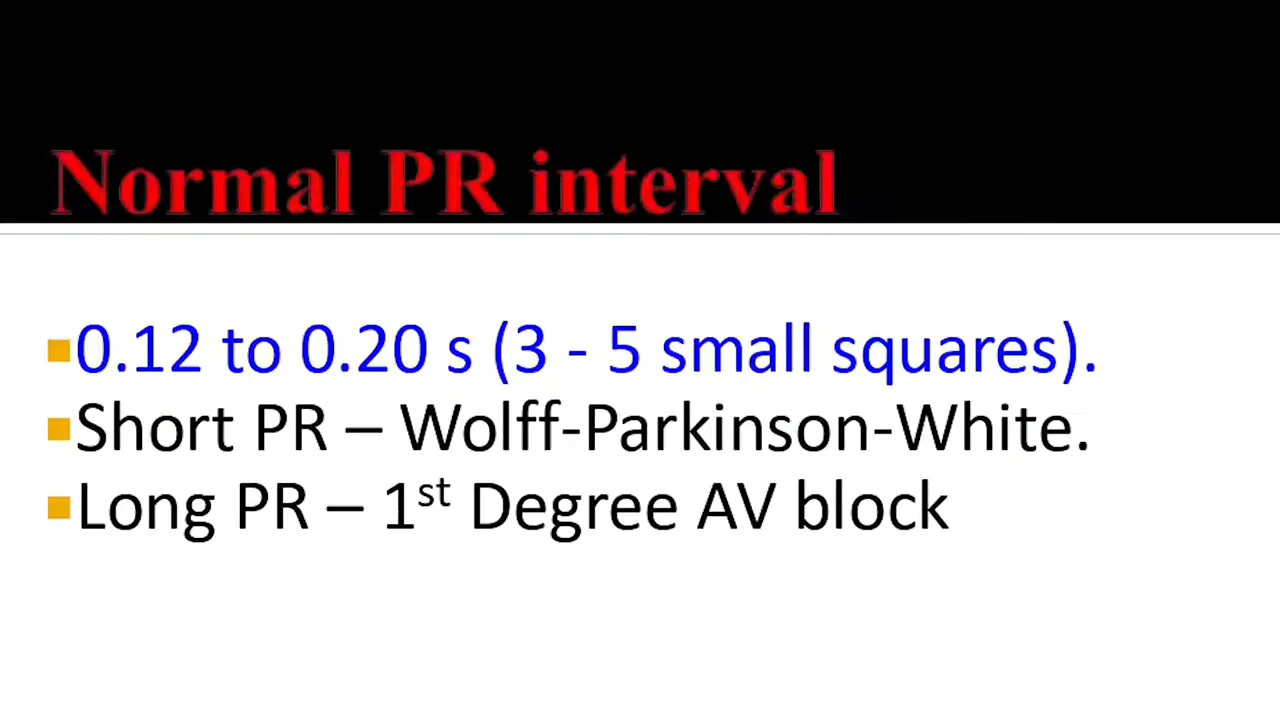 Normal PR interval
0.12 to 0.20 s (3 - 5 small squares).
Short PR – Wolff-Parkinson-White.
Long PR – 1st Degree AV block